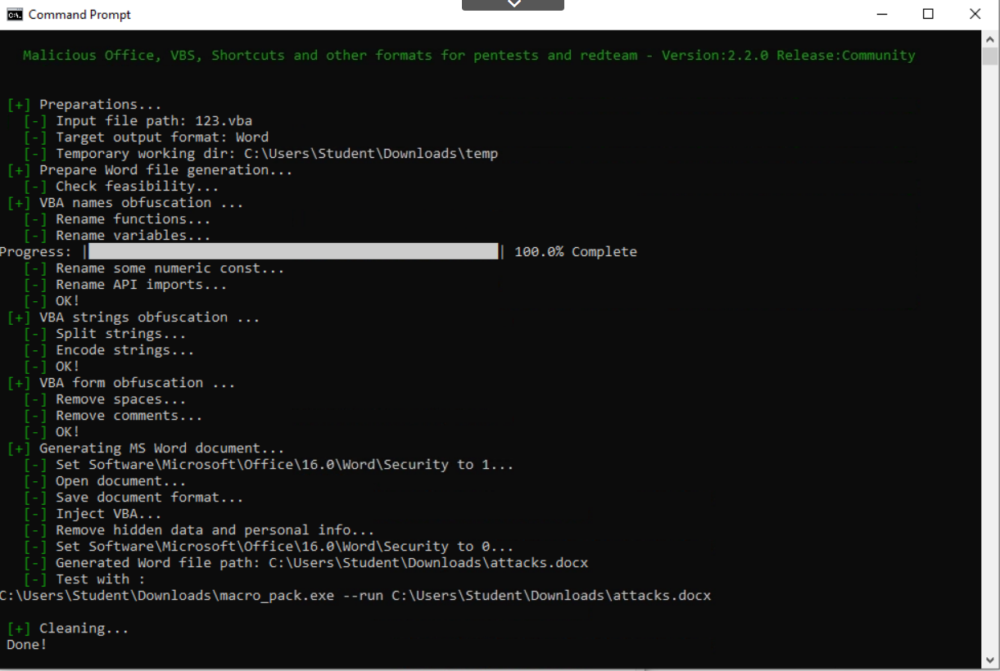 Command Prompt
Malicious Office, VBS, Shortcuts and other formats for pentests and redteam - Version:2.2.0 Release:Community
[+] Preparations...
[-] Input file path: 123.vba
[-] Target output format: Word
[-] Temporary working dir: C:\Users\Student\Downloads\temp
[+] Prepare Word file generation...
[-] Check feasibility...
[+] VBA names obfuscation ...
[-] Rename functions...
[-] Rename variables...
Progress: | | 100.0% Complete
[-] Rename some numeric const...
[-] Rename API imports...
[-] OK!
[+] VBA strings obfuscation ...
[-] Split strings...
[-] Encode strings...
[-] OK!
[+] VBA form obfuscation ...
[-] Remove spaces...
[-] Remove comments...
[-] OK!
[+] Generating MS Word document...
[-] Set Software\Microsoft\Office\16.0\Word\Security to 1...
[-] Open document...
[-] Save document format...
[-] Inject VBA...
[-] Remove hidden data and personal info...
[-] Set Software\Microsoft\Office\16.0\Word\Security to 0...
[-] Generated Word file path: C:\Users\Student\Downloads\attacks.docx
[-] Test with :
C:\Users\Student\Downloads\macro_pack.exe --run C:\Users\Student\Downloads\attacks.docx
[+] Cleaning...
Done!